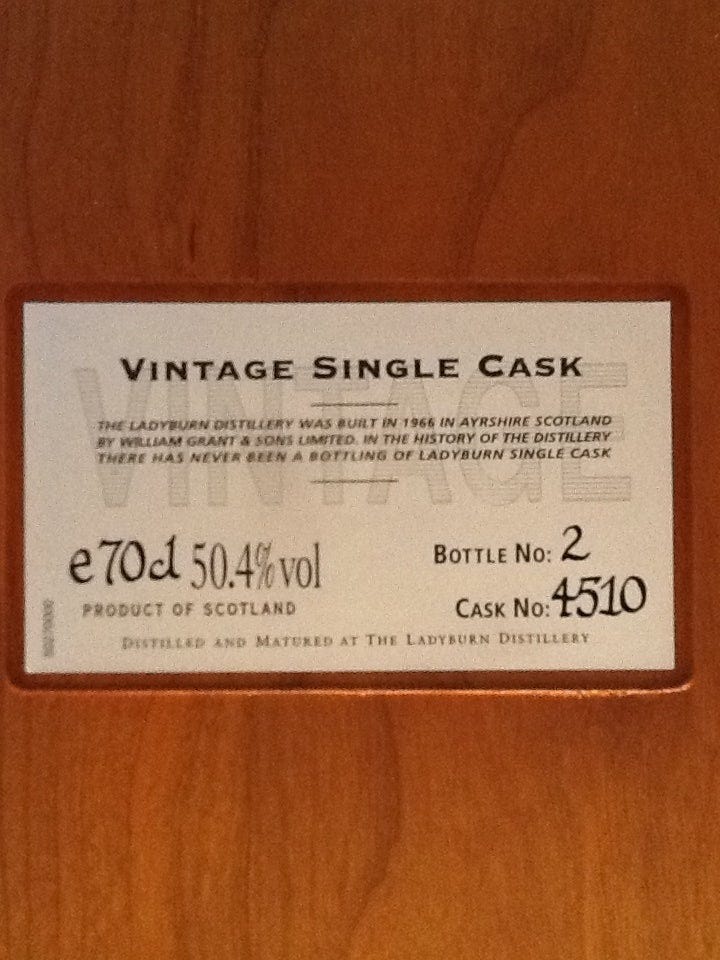 VINTAGE SINGLE CASK
VINTAGE
THE LADYBURN DISTILLERY WAS BUILT IN 1966 IN AYRSHIRE SCOTLAND
BY WILLIAM GRANT & SONS LIMITED. IN THE HISTORY OF THE DISTILLERY
THERE HAS NEVER BEEN A BOTTLING OF LADYBURN SINGLE CASK
e 70cl 50.4% vol
BOTTLE NO: 2
PRODUCT OF SCOTLAND
CASK NO: 4510
DISTILLED AND MATURED AT THE LADYBURN DISTILLERY